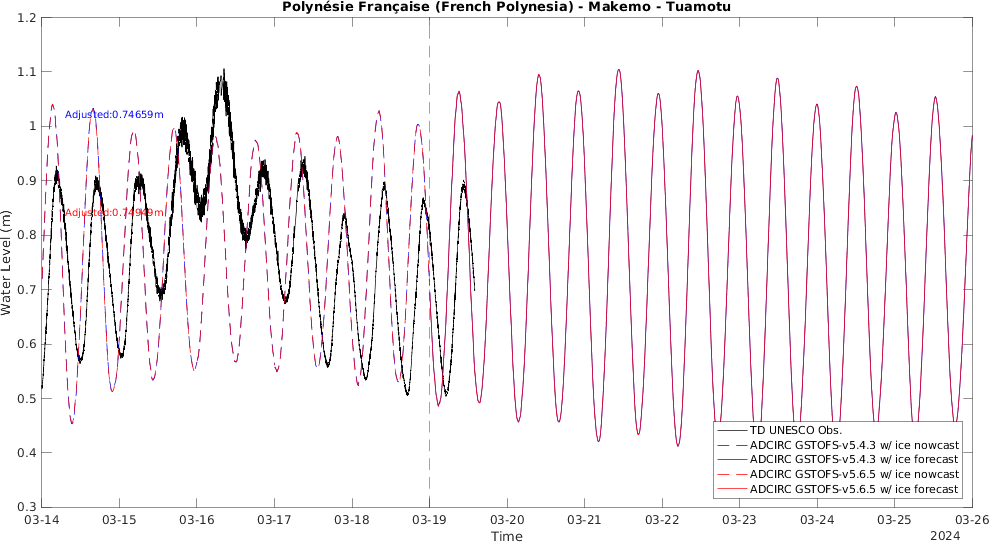 Polynésie Française (French Polynesia) - Makemo - Tuamotu
1.2
1.1
1
0.9
0.8
0.7
0.6
0.5
0.4
0.3
Water Level (m)
Adjusted:0.74659m
Adjusted:0.74949m
TD UNESCO Obs.
ADCIRC GSTOFS-v5.4.3 w/ ice nowcast
ADCIRC GSTOFS-v5.4.3 w/ ice forecast
ADCIRC GSTOFS-v5.6.5 w/ ice nowcast
ADCIRC GSTOFS-v5.6.5 w/ ice forecast
03-14 03-15 03-16 03-17 03-18 03-19 03-20 03-21 03-22 03-23 03-24 03-25 03-26
Time
2024